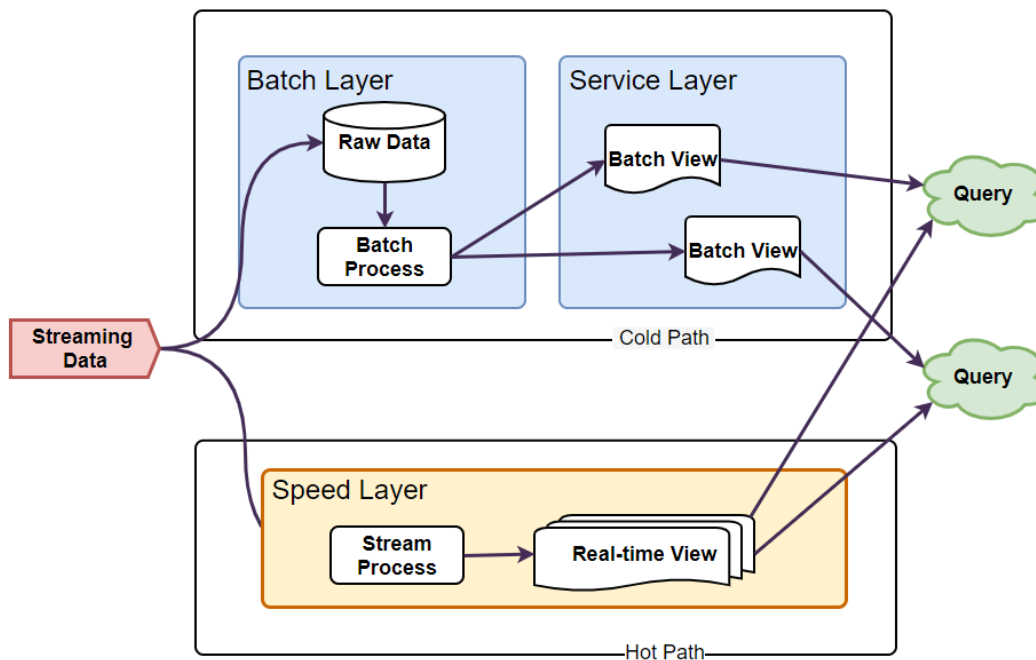 Batch Layer
Service Layer
Raw Data
Batch View
Query
Batch
Process
Batch View
Cold Path
Streaming
Data
Query
Speed Layer
Stream
Process
Real-time View
Hot Path